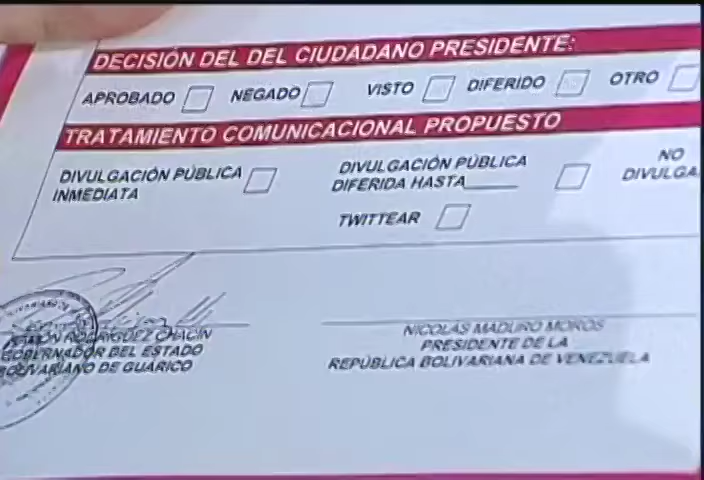 DECISIÓN DEL DEL CIUDADANO PRESIDENTE:
APROBADO NEGADO VISTO DIFERIDO OTRO
TRATAMIENTO COMUNICACIONAL PROPUESTO
DIVULGACIÓN PÚBLICA INMEDIATA
DIVULGACIÓN PÚBLICA DIFERIDA HASTA______
NO DIVULGA
TWITTEAR
RODRÍGUEZ CHACÍN
GOBERNADOR DEL ESTADO
BOLIVARIANO DE GUÁRICO
NICOLÁS MADURO MOROS
PRESIDENTE DE LA
REPÚBLICA BOLIVARIANA DE VENEZUELA